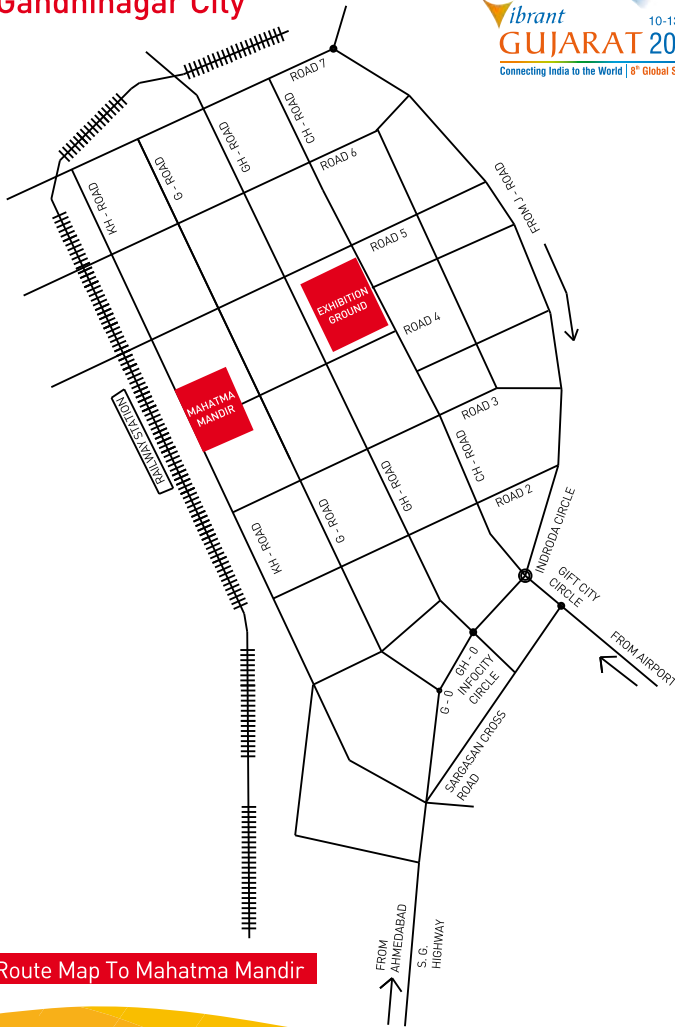 Gandhinagar City
Vibrant
10-13
GUJARAT 20
Connecting India to the World | 8th Global S
ROAD 7
CH - ROAD
GH - ROAD
ROAD 6
G - ROAD
KH - ROAD
FROM J - ROAD
ROAD 5
EXHIBITION
GROUND
ROAD 4
MAHATMA
MANDIR
RAILWAY STATION
ROAD 3
CH - ROAD
GH - ROAD
ROAD 2
G - ROAD
KH - ROAD
INDRODA CIRCLE
GIFT CITY
CIRCLE
FROM AIRPORT
GH - 0
INFOCITY
CIRCLE
G - 0
SARGASAN CROSS
ROAD
FROM
AHMEDABAD
S. G.
HIGHWAY
Route Map To Mahatma Mandir